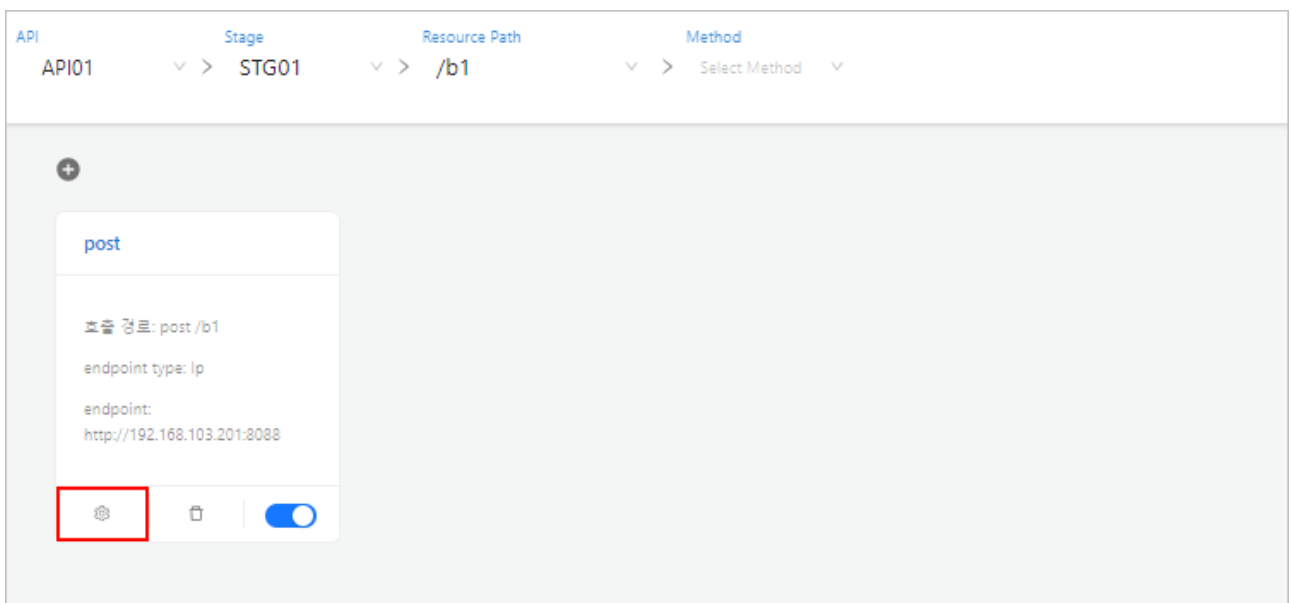 API Stage Resource Path Method
API01 > STG01 > /b1 > Select Method
post
호출 경로: post /b1
endpoint type: Ip
endpoint:
http://192.168.103.201:8088